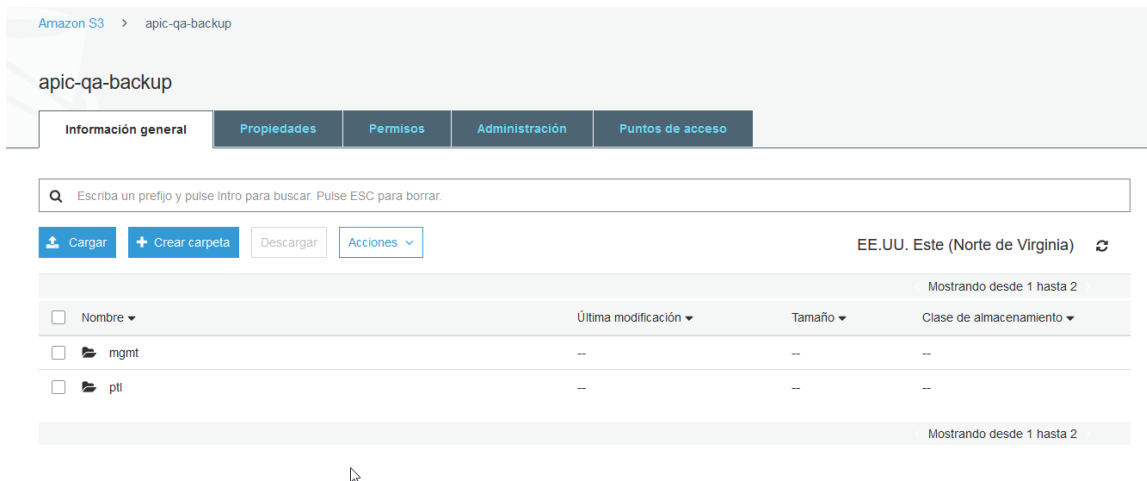 Amazon S3 > apic-qa-backup
apic-qa-backup
Información general Propiedades Permisos Administración Puntos de acceso
Escriba un prefijo y pulse Intro para buscar. Pulse ESC para borrar.
Cargar + Crear carpeta Descargar Acciones EE.UU. Este (Norte de Virginia)
Mostrando desde 1 hasta 2
Nombre Última modificación Tamaño Clase de almacenamiento
mgmt -- -- --
ptl -- -- --
Mostrando desde 1 hasta 2